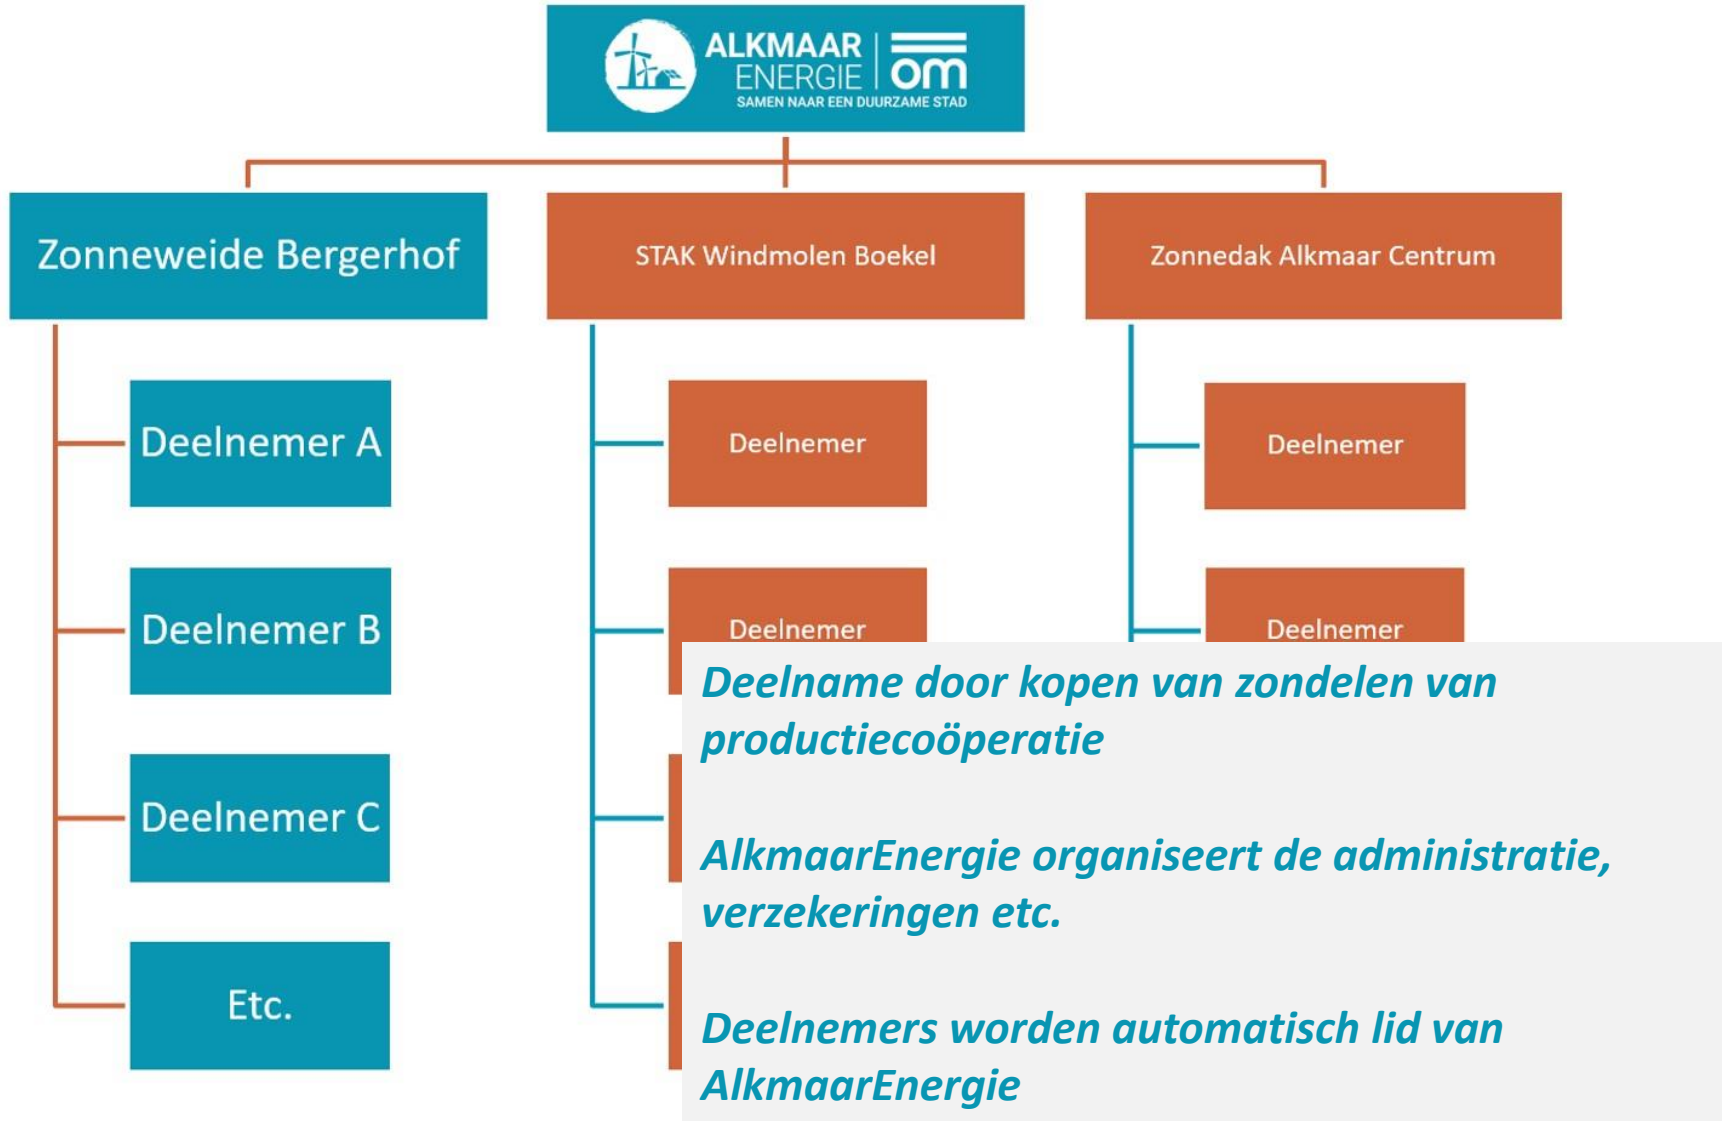 ALKMAAR
ENERGIE
om
SAMEN NAAR EEN DUURZAME STAD
Zonneweide Bergerhof
STAK Windmolen Boekel
Zonnedak Alkmaar Centrum
Deelnemer A
Deelnemer
Deelnemer
Deelnemer B
Deelnemer
Deelnemer
Deelnemer C
Etc.
Deelname door kopen van zondelen van
productiecoöperatie
AlkmaarEnergie organiseert de administratie,
verzekeringen etc.
Deelnemers worden automatisch lid van
AlkmaarEnergie